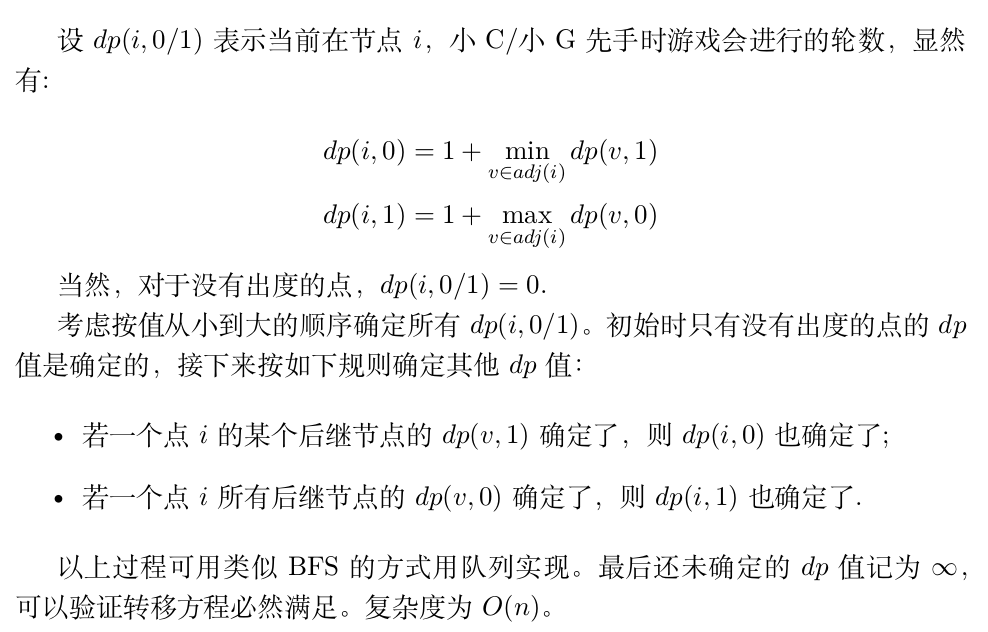 设 dp(i, 0/1) 表示当前在节点 i，小 C/小 G 先手时游戏会进行的轮数，显然
有：
dp(i, 0) = 1 + min_{v∈adj(i)} dp(v, 1)
dp(i, 1) = 1 + max_{v∈adj(i)} dp(v, 0)
当然，对于没有出度的点，dp(i, 0/1) = 0.
考虑按值从小到大的顺序确定所有 dp(i, 0/1)。初始时只有没有出度的点的 dp
值是确定的，接下来按如下规则确定其他 dp 值：
• 若一个点 i 的某个后继节点的 dp(v, 1) 确定了，则 dp(i, 0) 也确定了;
• 若一个点 i 所有后继节点的 dp(v, 0) 确定了，则 dp(i, 1) 也确定了.
以上过程可用类似 BFS 的方式用队列实现。最后还未确定的 dp 值记为 ∞，
可以验证转移方程必然满足。复杂度为 O(n)。